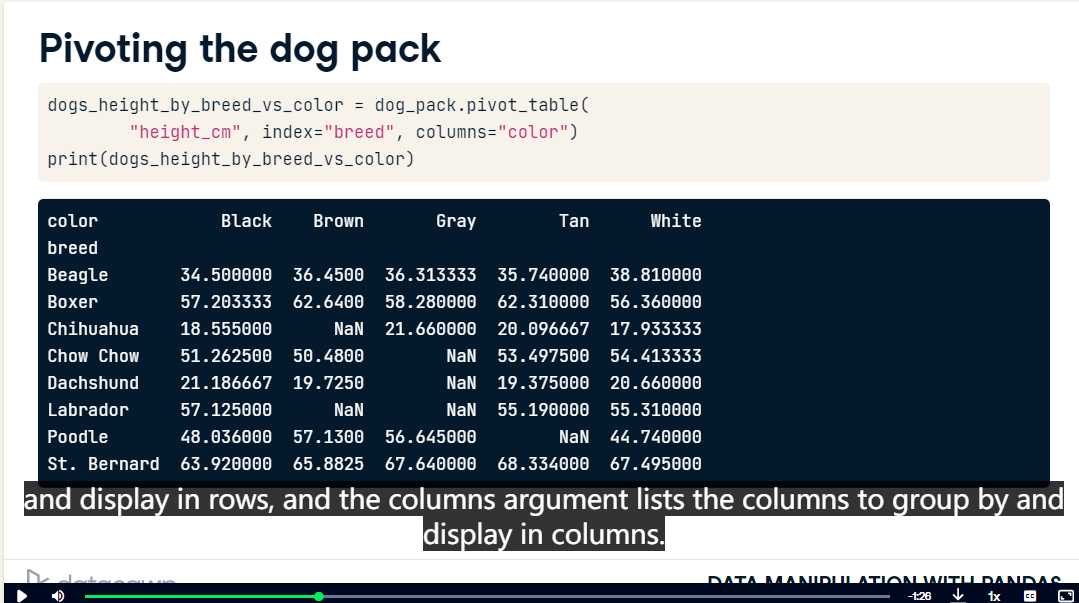 Pivoting the dog pack
dogs_height_by_breed_vs_color = dog_pack.pivot_table(
"height_cm", index="breed", columns="color")
print(dogs_height_by_breed_vs_color)
color Black Brown Gray Tan White
breed
Beagle 34.500000 36.4500 36.313333 35.740000 38.810000
Boxer 57.203333 62.6400 58.280000 62.310000 56.360000
Chihuahua 18.555000 NaN 21.660000 20.096667 17.933333
Chow Chow 51.262500 50.4800 NaN 53.497500 54.413333
Dachshund 21.186667 19.7250 NaN 19.375000 20.660000
Labrador 57.125000 NaN NaN 55.190000 55.310000
Poodle 48.036000 57.1300 56.645000 NaN 44.740000
St. Bernard 63.920000 65.8825 67.640000 68.334000 67.495000
and display in rows, and the columns argument lists the columns to group by and
display in columns.
datacamp
DATA MANIPULATION WITH PANDAS
-1:26
1x
CC